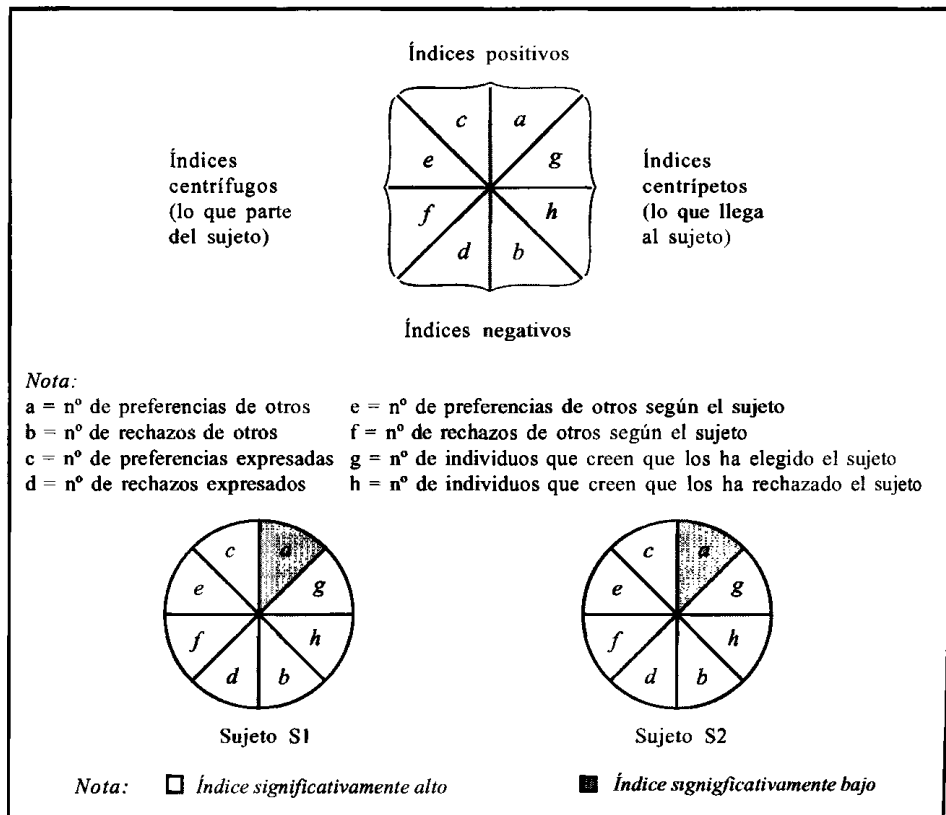 Índices positivos
c a
e g
f h
d b
Índices
centrífugos
(lo que parte
del sujeto)
Índices
centrípetos
(lo que llega
al sujeto)
Índices negativos
Nota:
a = nº de preferencias de otros e = nº de preferencias de otros según el sujeto
b = nº de rechazos de otros f = nº de rechazos de otros según el sujeto
c = nº de preferencias expresadas g = nº de individuos que creen que los ha elegido el sujeto
d = nº de rechazos expresados h = nº de individuos que creen que los ha rechazado el sujeto
c a
e g
f h
d b
Sujeto S1
c a
e g
f h
d b
Sujeto S2
Nota: Índice significativamente alto Índice signigficativamente bajo